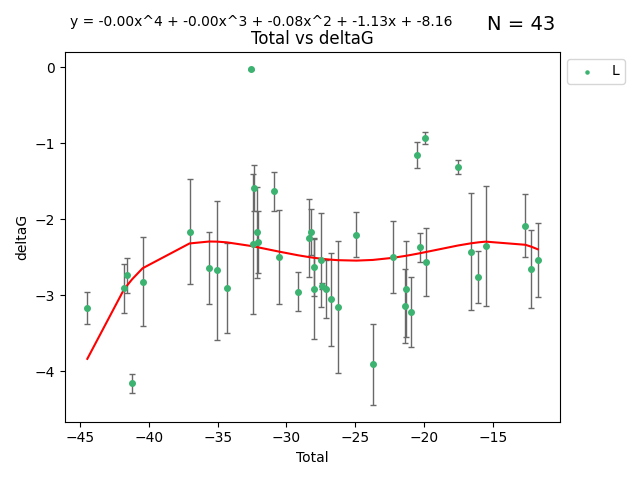 y = -0.00x^4 + -0.00x^3 + -0.08x^2 + -1.13x + -8.16
N = 43
Total vs deltaG
L
0
−1
−2
−3
−4
deltaG
−45 −40 −35 −30 −25 −20 −15
Total